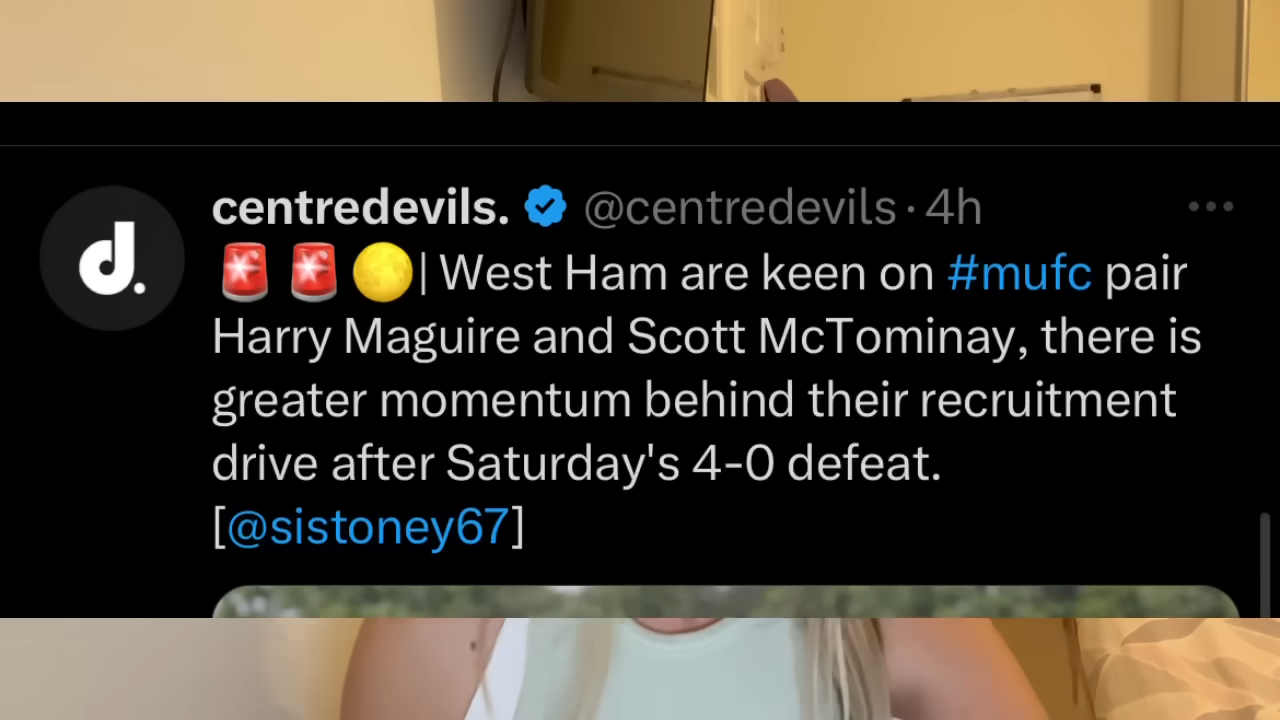 centredevils. @centredevils · 4h
🚨🚨🌕| West Ham are keen on #mufc pair
Harry Maguire and Scott McTominay, there is
greater momentum behind their recruitment
drive after Saturday's 4-0 defeat.
[@sistoney67]